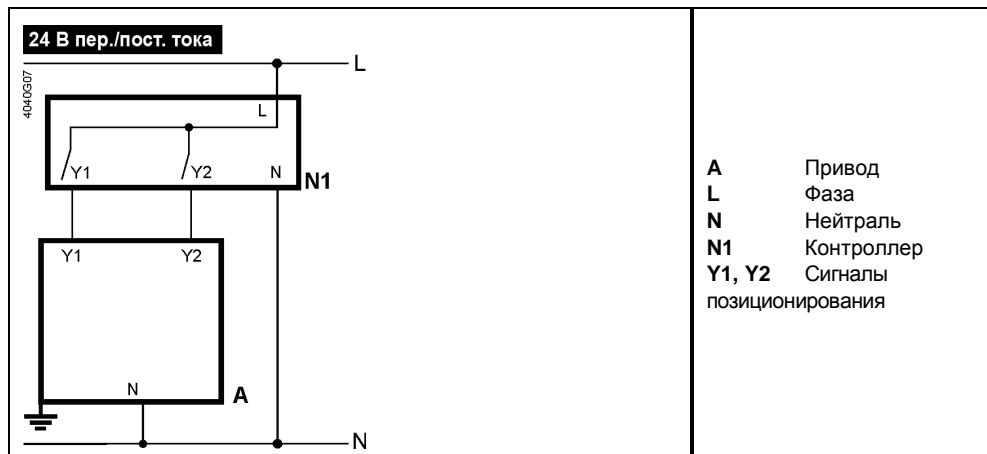 24 В пер./пост. тока
L
4040G07
L
Y1
Y2
N
N1
Y1
Y2
N
A
N
A Привод
L Фаза
N Нейтраль
N1 Контроллер
Y1, Y2 Сигналы
позиционирования